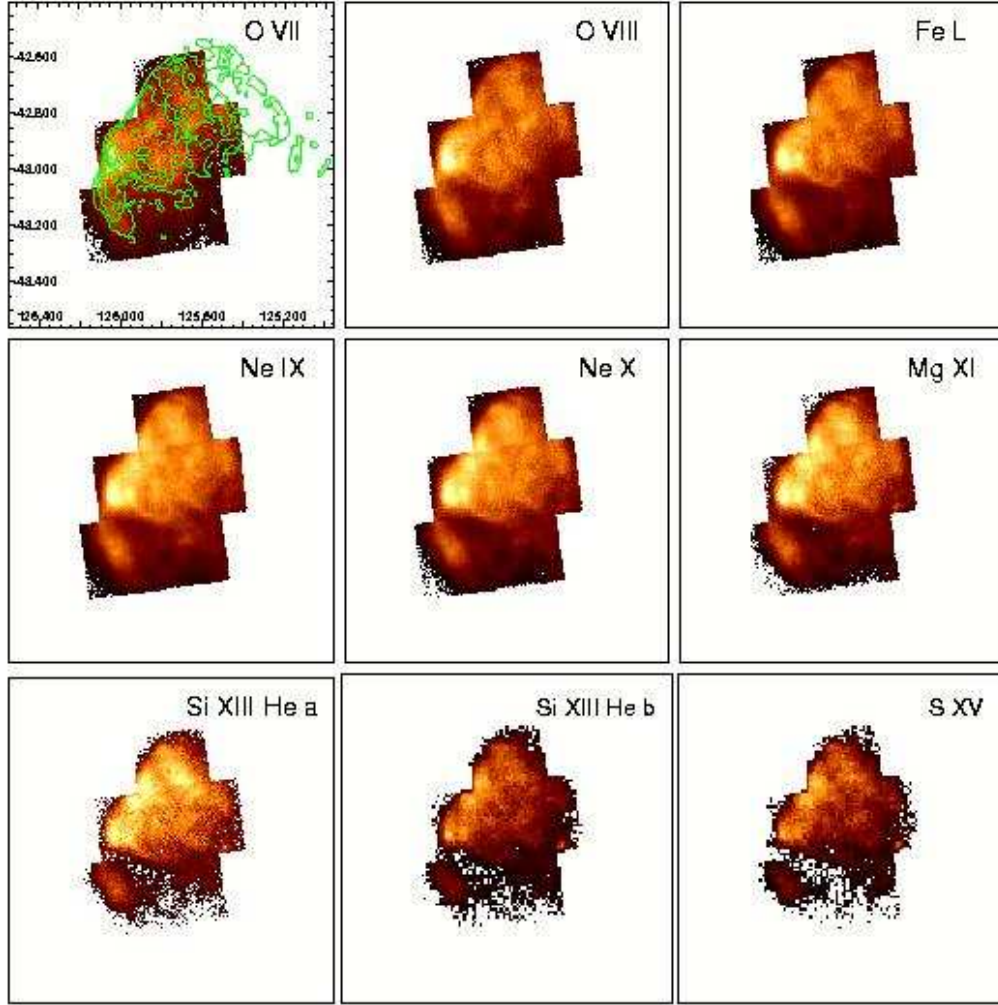 O VII
O VIII
Fe L
-42.600
-42.800
-43.000
-43.200
-43.400
126.400
126.000
125.600
125.200
Ne IX
Ne X
Mg XI
Si XIII He a
Si XIII He b
S XV